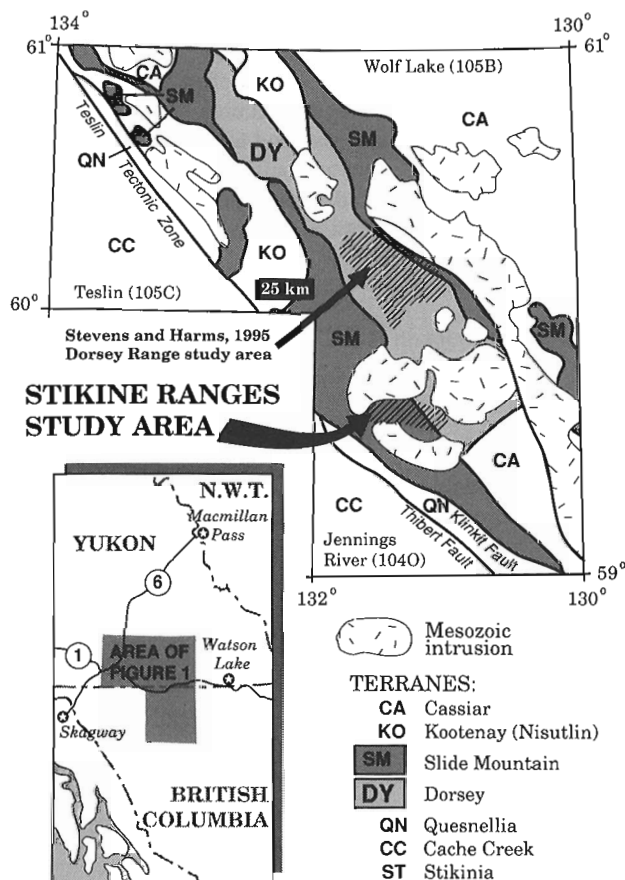 134°
130°
61°
61°
CA
KO
Wolf Lake (105B)
SM
SM
CA
Teslin
Tectonic Zone
QN
DY
CC
KO
25 km
Teslin (105C)
60°
Stevens and Harms, 1995
Dorsey Range study area
SM
SM
STIKINE RANGES
STUDY AREA
CA
CC
QN
Klinkit Fault
Thibert Fault
Jennings
River (104O)
59°
132°
130°
N.W.T.
Macmillan
Pass
YUKON
6
1
AREA OF
FIGURE 1
Watson
Lake
Skagway
BRITISH
COLUMBIA
Mesozoic
intrusion
TERRANES:
CA Cassiar
KO Kootenay (Nisutlin)
SM Slide Mountain
DY Dorsey
QN Quesnellia
CC Cache Creek
ST Stikinia